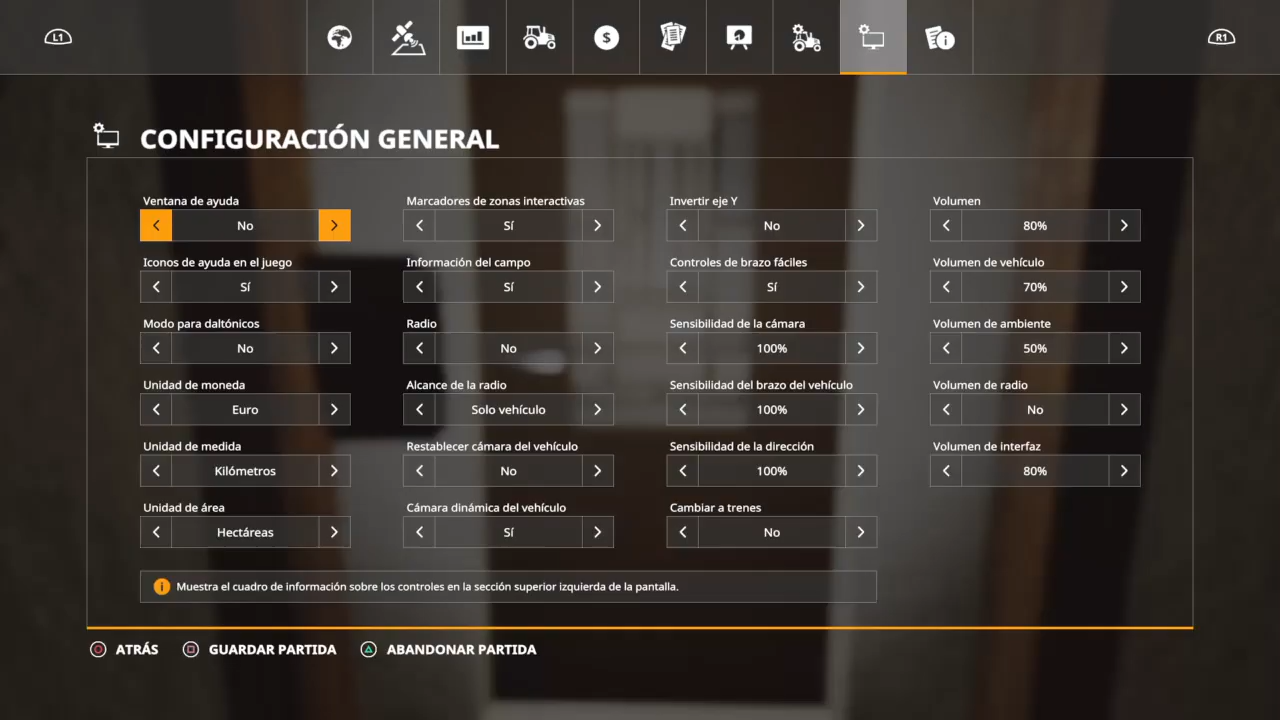 L1
R1
CONFIGURACIÓN GENERAL
Ventana de ayuda
No
Iconos de ayuda en el juego
Sí
Modo para daltónicos
No
Unidad de moneda
Euro
Unidad de medida
Kilómetros
Unidad de área
Hectáreas
Marcadores de zonas interactivas
Sí
Información del campo
Sí
Radio
No
Alcance de la radio
Solo vehículo
Restablecer cámara del vehículo
No
Cámara dinámica del vehículo
Sí
Invertir eje Y
No
Controles de brazo fáciles
Sí
Sensibilidad de la cámara
100%
Sensibilidad del brazo del vehículo
100%
Sensibilidad de la dirección
100%
Cambiar a trenes
No
Volumen
80%
Volumen de vehículo
70%
Volumen de ambiente
50%
Volumen de radio
No
Volumen de interfaz
80%
Muestra el cuadro de información sobre los controles en la sección superior izquierda de la pantalla.
ATRÁS GUARDAR PARTIDA ABANDONAR PARTIDA